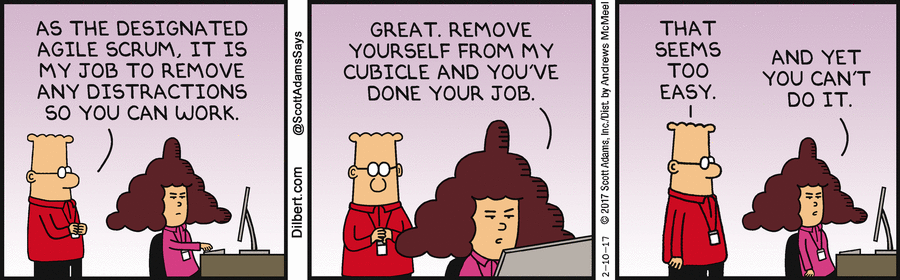 AS THE DESIGNATED
AGILE SCRUM, IT IS
MY JOB TO REMOVE
ANY DISTRACTIONS
SO YOU CAN WORK.
Dilbert.com @ScottAdamsSays
GREAT. REMOVE
YOURSELF FROM MY
CUBICLE AND YOU'VE
DONE YOUR JOB.
2-10-17 © 2017 Scott Adams, Inc./Dist. by Andrews McMeel
THAT
SEEMS
TOO
EASY.
AND YET
YOU CAN'T
DO IT.